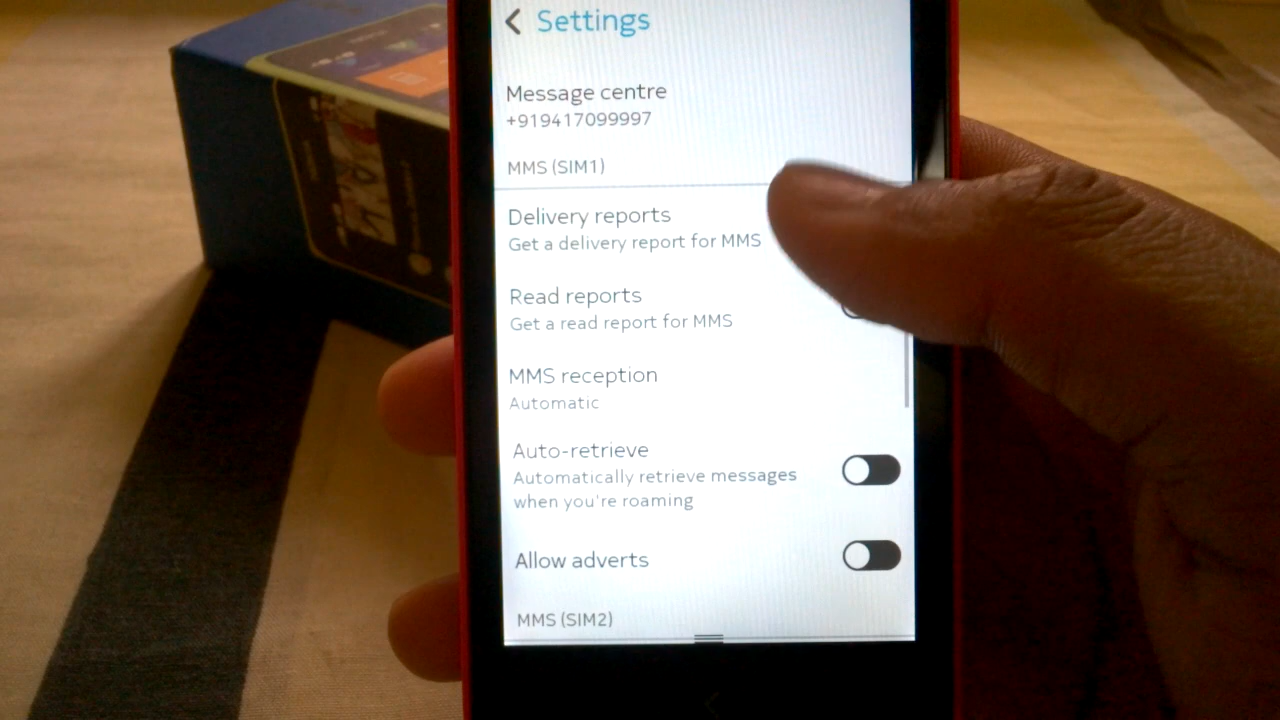 Settings
Message centre
+919417099997
MMS (SIM1)
Delivery reports
Get a delivery report for MMS
Read reports
Get a read report for MMS
MMS reception
Automatic
Auto-retrieve
Automatically retrieve messages
when you're roaming
Allow adverts
MMS (SIM2)